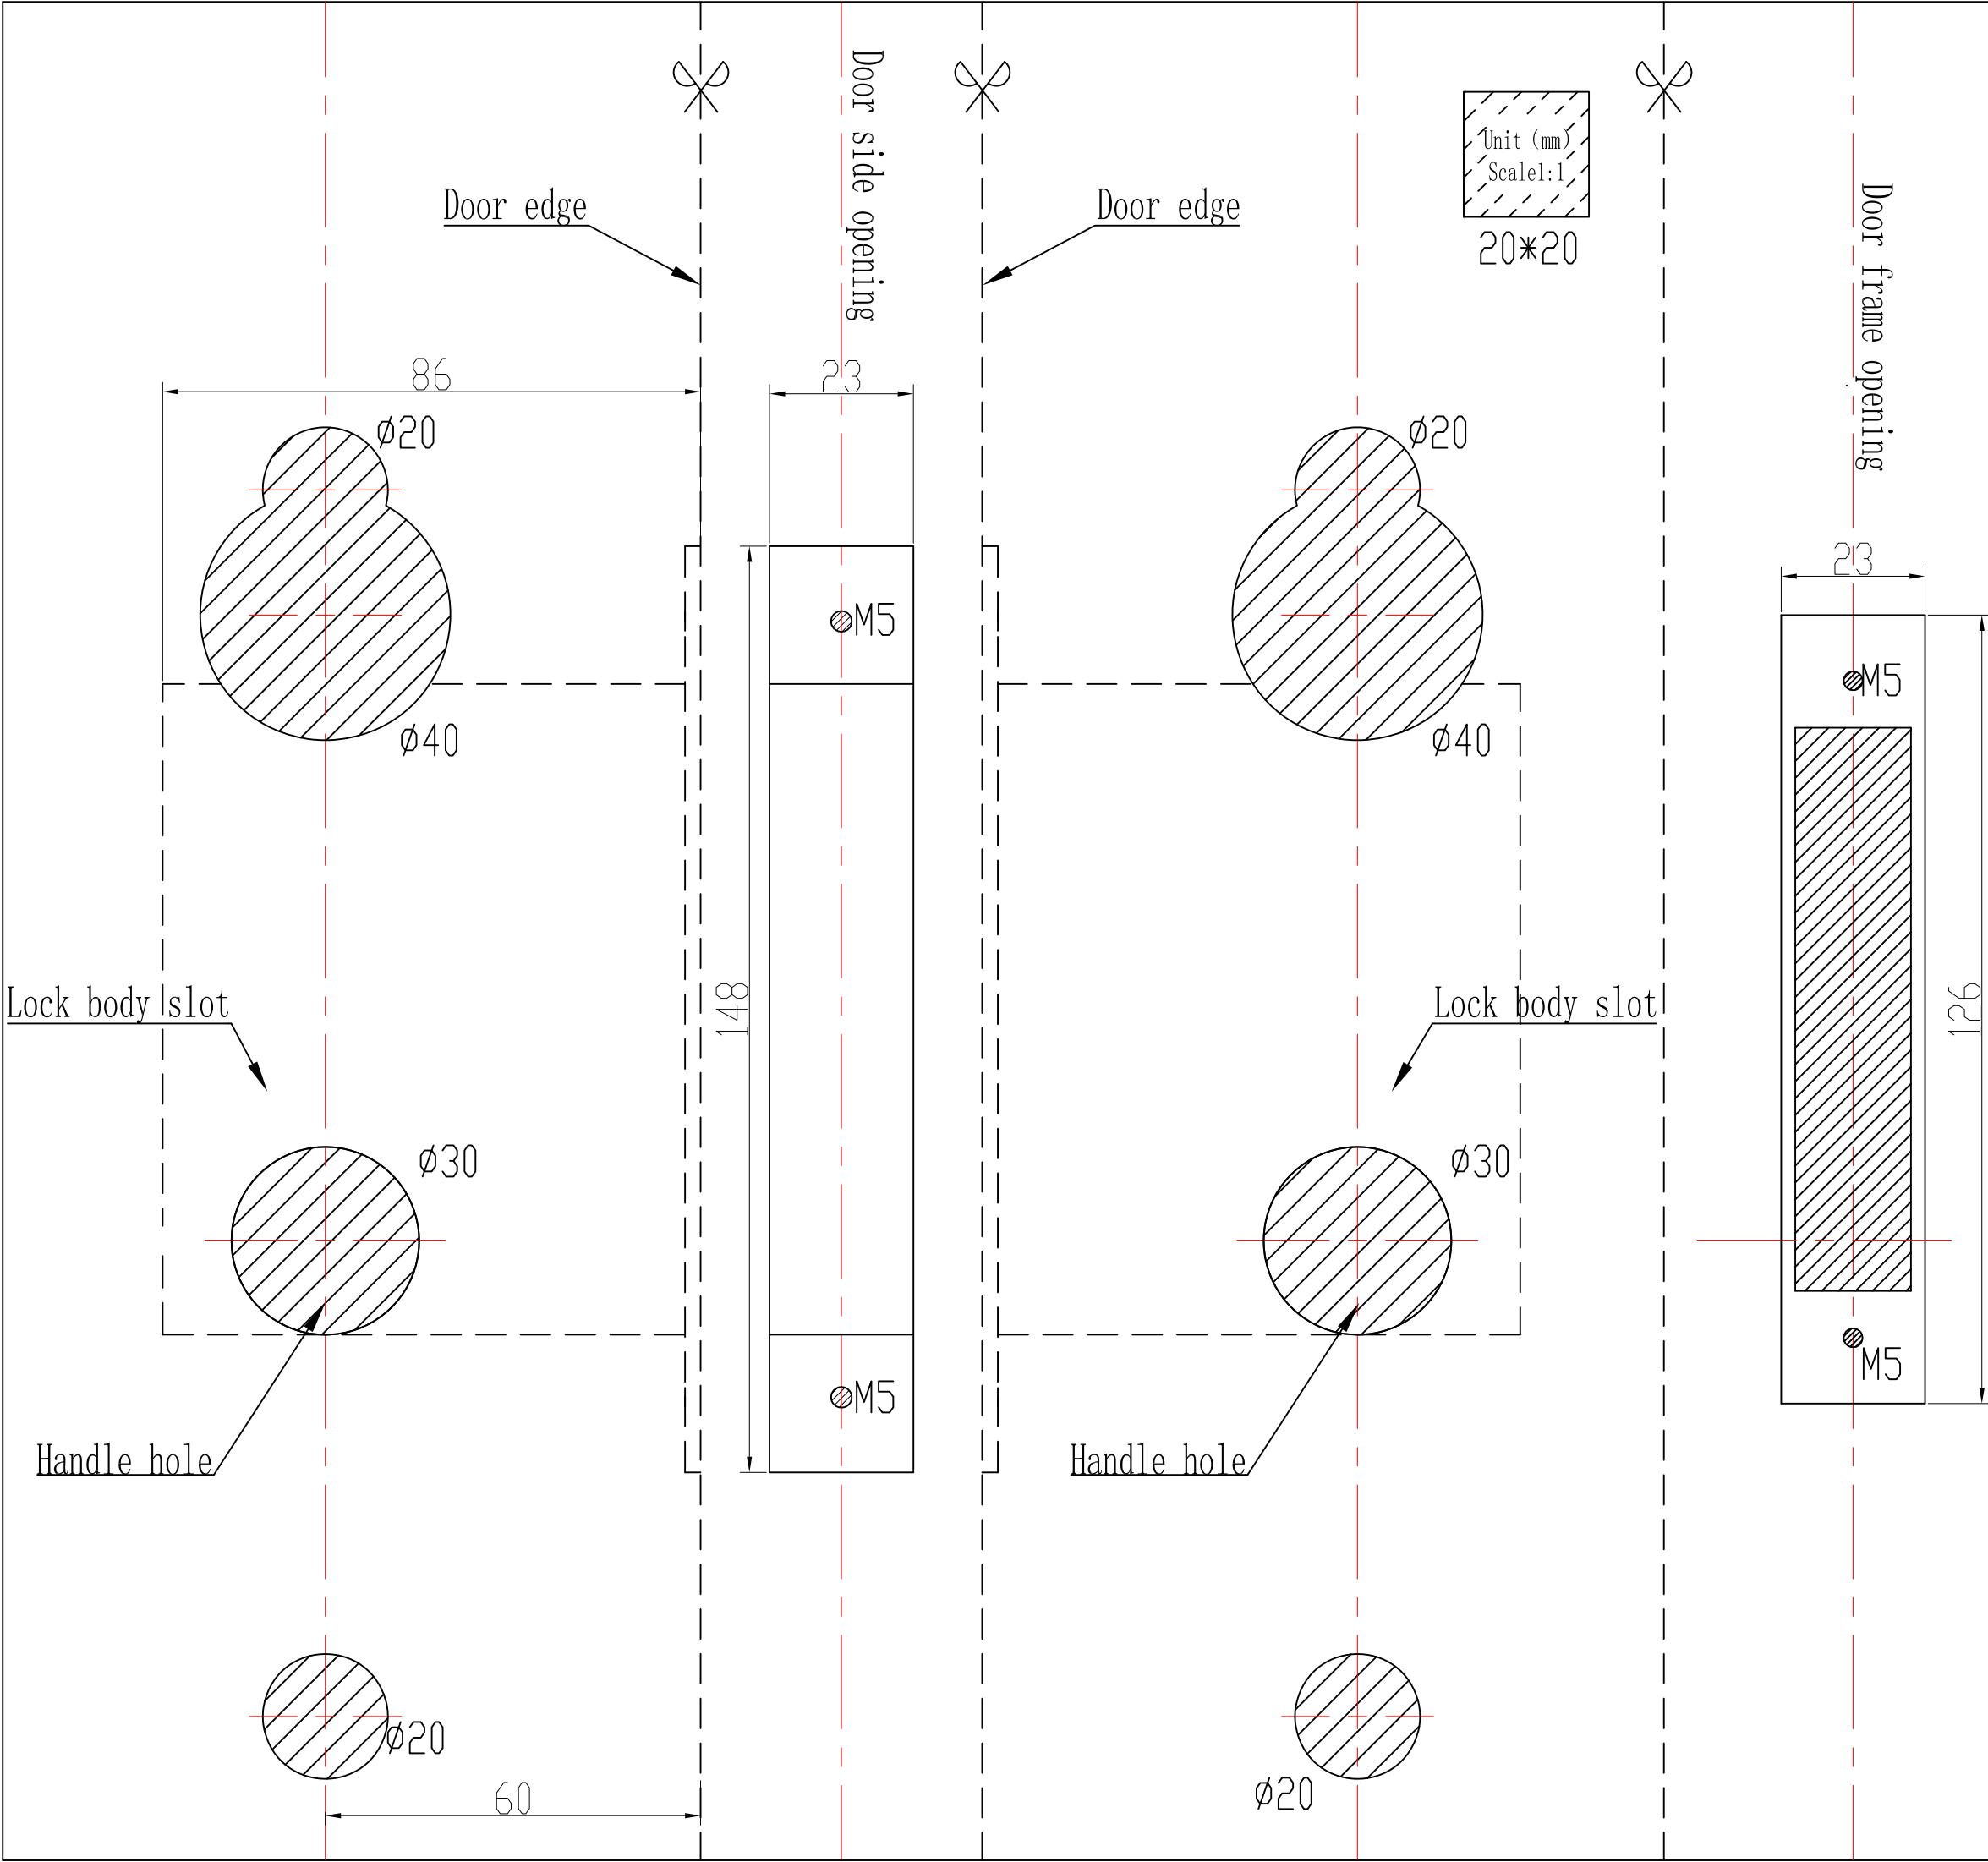 Door side opening
Unit (mm)
Scale1:1
20*20
Door edge
Door edge
Door frame opening
86
23
ø20
ø20
23
M5
M5
ø40
ø40
Lock body slot
148
Lock body slot
126
ø30
ø30
M5
M5
Handle hole
Handle hole
ø20
60
ø20